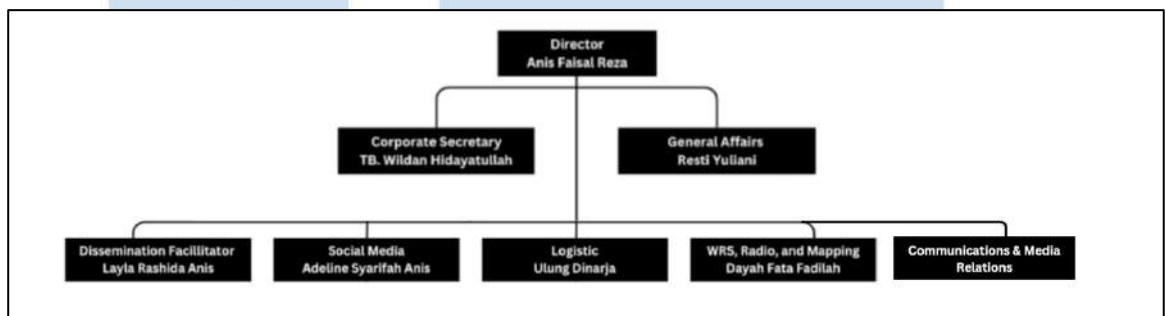 Director
Anis Faisal Reza
Corporate Secretary
TB. Wildan Hidayatullah
General Affairs
Resti Yuliani
Dissemination Facillitator
Layla Rashida Anis
Social Media
Adeline Syarifah Anis
Logistic
Ulung Dinarja
WRS, Radio, and Mapping
Dayah Fata Fadilah
Communications & Media
Relations